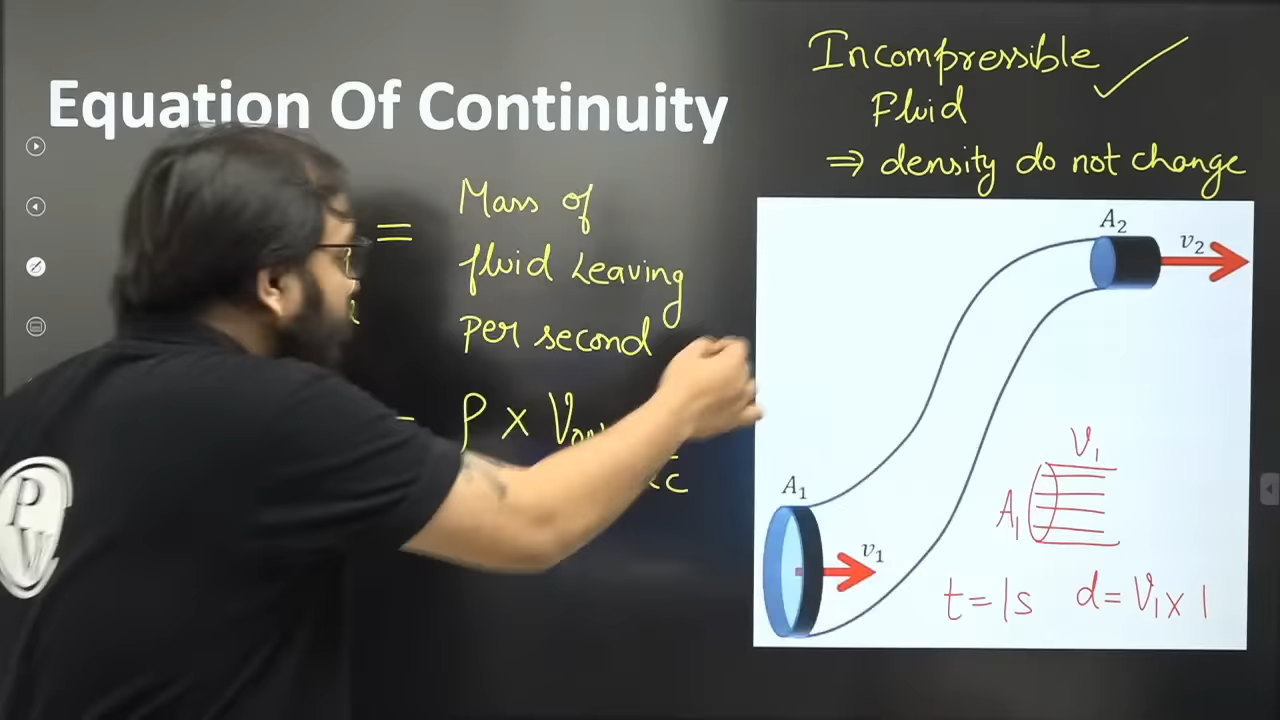 Equation Of Continuity
Incompressible
Fluid
⇒ density do not change
=
Mass of
fluid Leaving
Per second
ρ × V
A₂
v₂
A₁
v₁
V₁
A₁
t = 1s d = V₁ × 1
PW